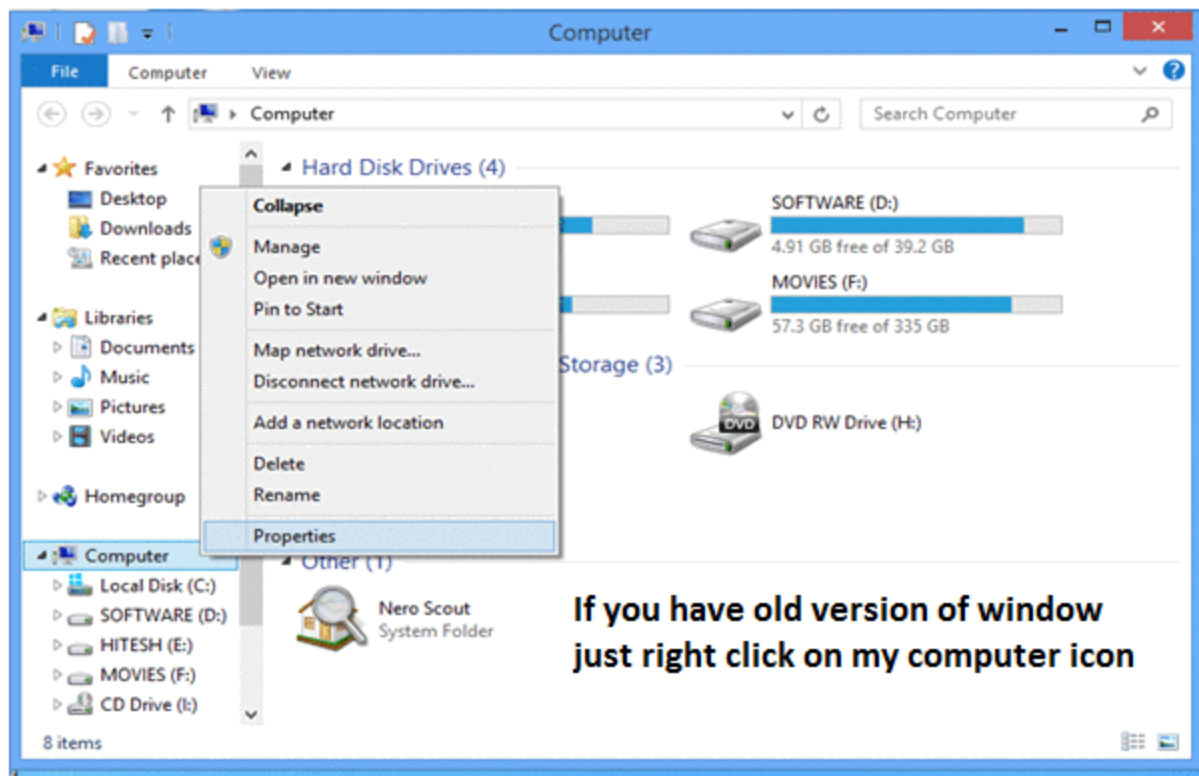 Computer
File Computer View
Computer
Search Computer
Favorites
Desktop
Downloads
Recent place
Libraries
Documents
Music
Pictures
Videos
Homegroup
Computer
Local Disk (C:)
SOFTWARE (D:)
HITESH (E:)
MOVIES (F:)
CD Drive (I:)
Collapse
Manage
Open in new window
Pin to Start
Map network drive...
Disconnect network drive...
Add a network location
Delete
Rename
Properties
Hard Disk Drives (4)
SOFTWARE (D:)
4.91 GB free of 39.2 GB
MOVIES (F:)
57.3 GB free of 335 GB
Storage (3)
DVD
DVD RW Drive (H:)
Other (1)
Nero Scout
System Folder
If you have old version of window
just right click on my computer icon
8 items